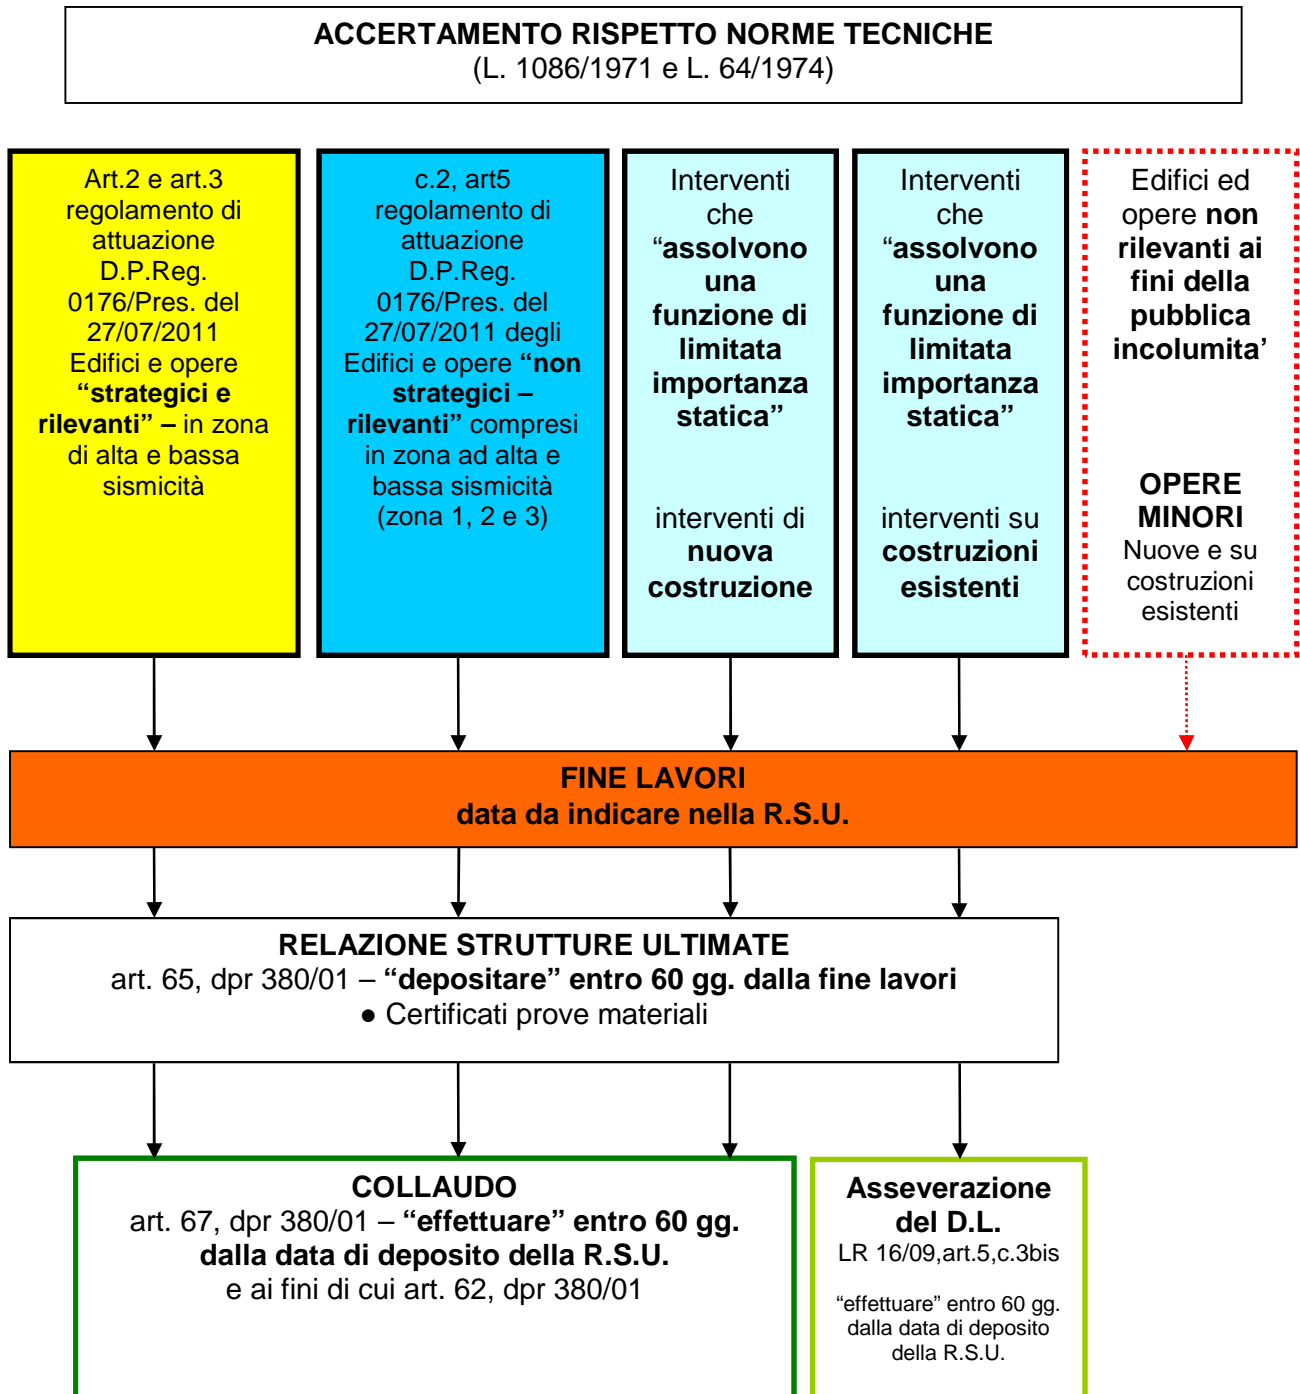 ACCERTAMENTO RISPETTO NORME TECNICHE
(L. 1086/1971 e L. 64/1974)
Art.2 e art.3
regolamento di
attuazione
D.P.Reg.
0176/Pres. del
27/07/2011
Edifici e opere
“strategici e
rilevanti” – in zona
di alta e bassa
sismicità
c.2, art5
regolamento di
attuazione
D.P.Reg.
0176/Pres. del
27/07/2011 degli
Edifici e opere “non
strategici –
rilevanti” compresi
in zona ad alta e
bassa sismicità
(zona 1, 2 e 3)
Interventi
che
“assolvono
una
funzione di
limitata
importanza
statica”
interventi di
nuova
costruzione
Interventi
che
“assolvono
una
funzione di
limitata
importanza
statica”
interventi su
costruzioni
esistenti
Edifici ed
opere non
rilevanti ai
fini della
pubblica
incolumita’
OPERE
MINORI
Nuove e su
costruzioni
esistenti
FINE LAVORI
data da indicare nella R.S.U.
RELAZIONE STRUTTURE ULTIMATE
art. 65, dpr 380/01 – “depositare” entro 60 gg. dalla fine lavori
● Certificati prove materiali
COLLAUDO
art. 67, dpr 380/01 – “effettuare” entro 60 gg.
dalla data di deposito della R.S.U.
e ai fini di cui art. 62, dpr 380/01
Asseverazione
del D.L.
LR 16/09,art.5,c.3bis
“effettuare” entro 60 gg.
dalla data di deposito
della R.S.U.